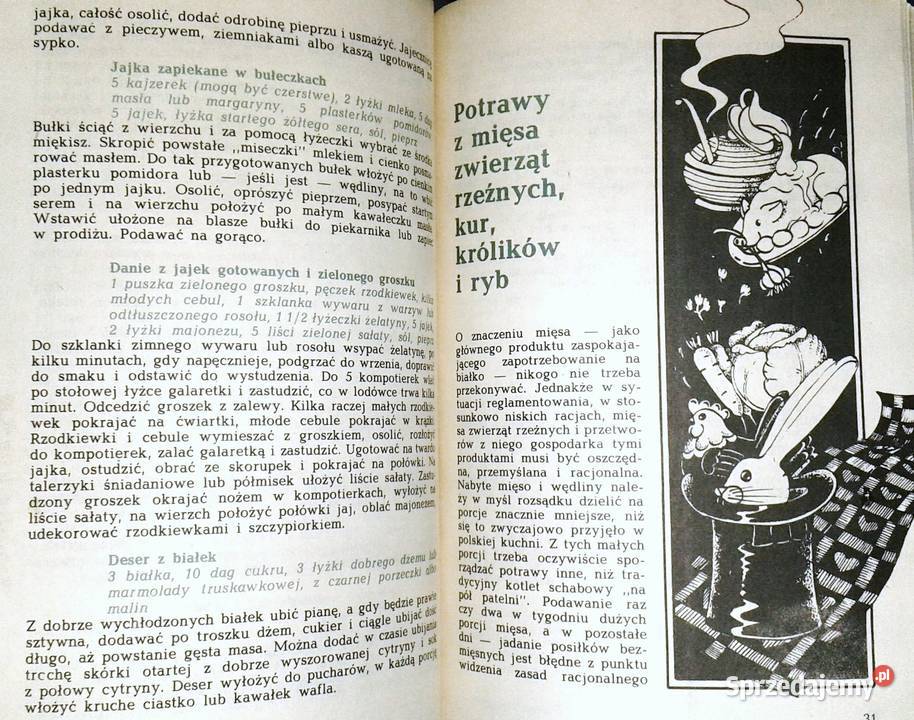 jajka, całość osolić, dodać odrobinę pieprzu i usmażyć. Jajecznicę
podawać z pieczywem, ziemniakami albo kaszą ugotowaną na
sypko.
Jajka zapiekane w bułeczkach
5 kajzerek (mogą być czerstwe), 2 łyżki mleka, 5 dag
masła lub margaryny, 5 plasterków pomidorów
5 jajek, łyżka startego żółtego sera, sól, pieprz
Bułki ściąć z wierzchu i za pomocą łyżeczki wybrać ze środka
miękisz. Skropić powstałe „miseczki" mlekiem i cienko posma-
rować masłem. Do tak przygotowanych bułek włożyć po cienkim
plasterku pomidora lub — jeśli jest — wędliny, na to wbić
po jednym jajku. Osolić, oprószyć pieprzem, posypać startym
serem i na wierzchu położyć po małym kawałeczku masła.
Wstawić ułożone na blasze bułki do piekarnika lub zapiec
w prodiżu. Podawać na gorąco.
Danie z jajek gotowanych i zielonego groszku
1 puszka zielonego groszku, pęczek rzodkiewek, kilka
młodych cebul, 1 szklanka wywaru z warzyw lub
odtłuszczonego rosołu, 1 1/2 łyżeczki żelatyny, 5 jajek,
2 łyżki majonezu, 5 liści zielonej sałaty, sól, pieprz
Do szklanki zimnego wywaru lub rosołu wsypać żelatynę, po
kilku minutach, gdy napęcznieje, podgrzać do wrzenia, doprawić
do smaku i odstawić do wystudzenia. Do 5 kompotierek wlać
po stołowej łyżce galaretki i zastudzić, co w lodówce trwa kilka
minut. Odcedzić groszek z zalewy. Kilka raczej małych rzodkie-
wek pokrajać na ćwiartki, młode cebule pokrajać w krążki.
Rzodkiewki i cebule wymieszać z groszkiem, osolić, rozłożyć
do kompotierek, zalać galaretką i zastudzić. Ugotować na twardo
jajka, ostudzić, obrać ze skorupek i pokrajać na połówki. Na
talerzyki śniadaniowe lub półmisek ułożyć liście sałaty. Zastu-
dzony groszek okrajać nożem w kompotierkach, wyłożyć na
liście sałaty, na wierzch położyć połówki jaj, oblać majonezem,
udekorować rzodkiewkami i szczypiorkiem.
Deser z białek
3 białka, 10 dag cukru, 3 łyżki dobrego dżemu lub
marmolady truskawkowej, z czarnej porzeczki albo
malin
Z dobrze wychłodzonych białek ubić pianę, a gdy będzie prawie
sztywna, dodawać po troszku dżem, cukier i ciągle ubijać dość
długo, aż powstanie gęsta masa. Można dodać w czasie ubijania
trcchę skórki otartej z dobrze wyszorowanej cytryny i sok
z połowy cytryny. Deser wyłożyć do pucharów, w każdą porcję
włożyć kruche ciastko lub kawałek wafla.
Potrawy
z mięsa
zwierząt
rzeźnych,
kur,
królików
i ryb
O znaczeniu mięsa — jako
głównego produktu zaspokaja-
jącego zapotrzebowanie na
białko — nikogo nie trzeba
przekonywać. Jednakże w sy-
tuacji reglamentowania, w sto-
sunkowo niskich racjach, mię-
sa zwierząt rzeźnych i przetwo-
rów z niego gospodarka tymi
produktami musi być oszczęd-
na, przemyślana i racjonalna.
Nabyte mięso i wędliny nale-
ży w myśl rozsądku dzielić na
porcje znacznie mniejsze, niż
się to zwyczajowo przyjęło w
polskiej kuchni. Z tych małych
porcji trzeba oczywiście spo-
rządzać potrawy inne, niż tra-
dycyjny kotlet schabowy „na
pół patelni". Podawanie raz
czy dwa w tygodniu dużych
porcji mięsa, a w pozostałe
dni — jadanie posiłków bez-
mięsnych jest błędne z punktu
widzenia zasad racjonalnego
31
Sprzedajemy.pl